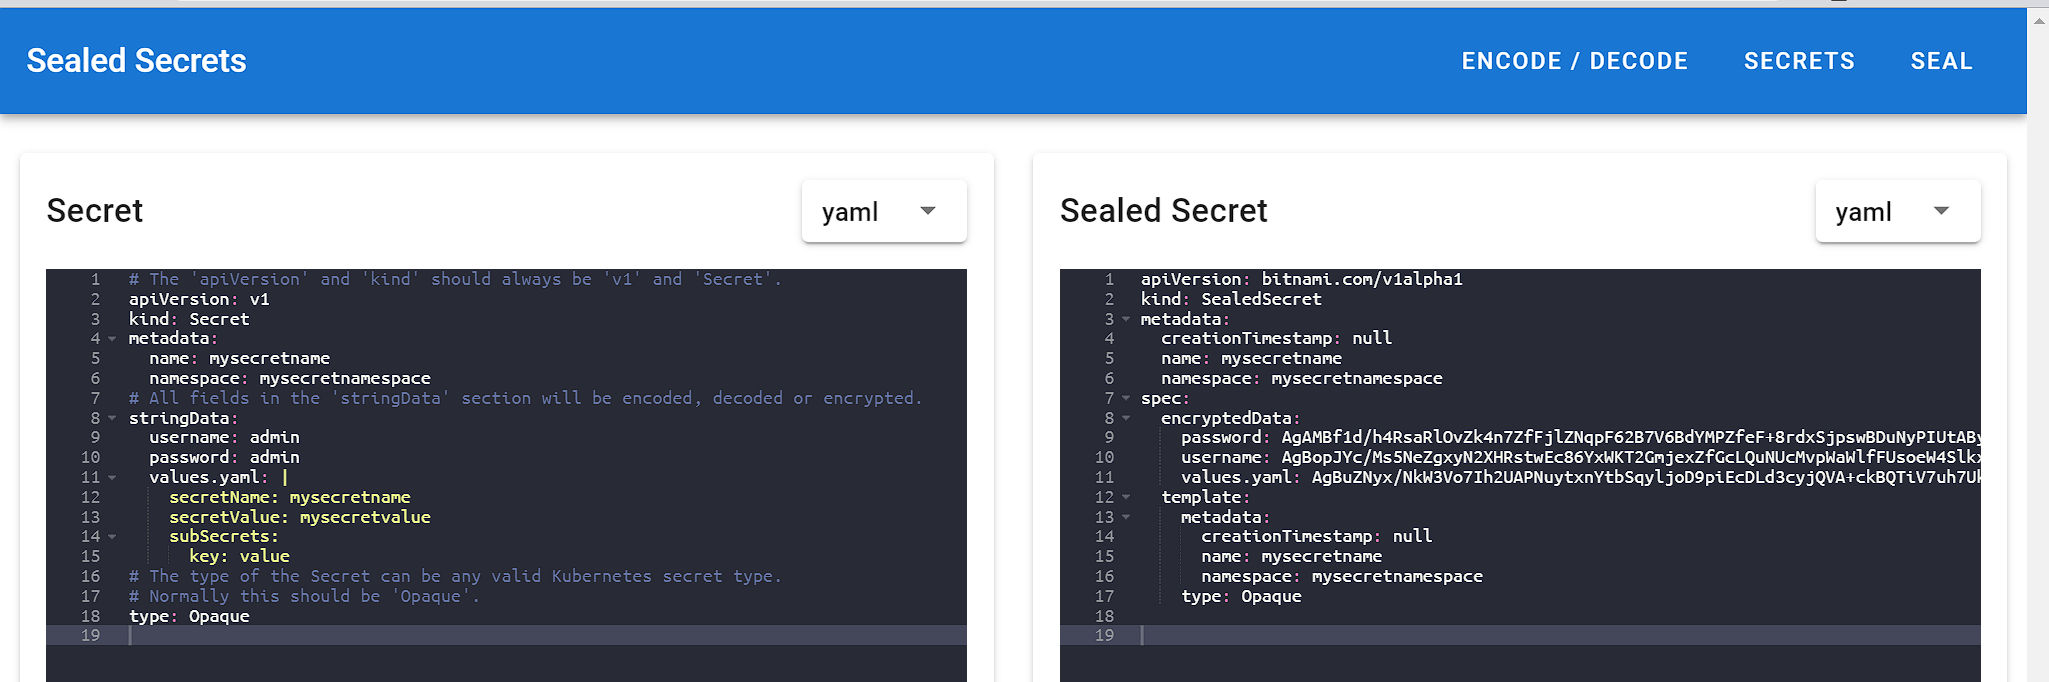 Sealed Secrets
ENCODE / DECODE
SECRETS
SEAL
Secret
yaml
1 # The 'apiVersion' and 'kind' should always be 'v1' and 'Secret'.
2 apiVersion: v1
3 kind: Secret
4 metadata:
5   name: mysecretname
6   namespace: mysecretnamespace
7 # All fields in the 'stringData' section will be encoded, decoded or encrypted.
8 stringData:
9   username: admin
10   password: admin
11   values.yaml: |
12     secretName: mysecretname
13     secretValue: mysecretvalue
14     subSecrets:
15       key: value
16 # The type of the Secret can be any valid Kubernetes secret type.
17 # Normally this should be 'Opaque'.
18 type: Opaque
19
Sealed Secret
yaml
1 apiVersion: bitnami.com/v1alpha1
2 kind: SealedSecret
3 metadata:
4   creationTimestamp: null
5   name: mysecretname
6   namespace: mysecretnamespace
7 spec:
8   encryptedData:
9     password: AgAMBf1d/h4RsaRlOvZk4n7ZfFjlZNqpF62B7V6BdYMPZfeF+8rdxSjpswBDuNyPIUtABy
10     username: AgBopJYc/Ms5NeZgxyN2XHRstwEc86YxWKT2GmjexZfGcLQuNUcMvpWaWlfFUsoeW4Slkx
11     values.yaml: AgBuZNyx/NkW3Vo7Ih2UAPNuytxnYtbSqyljoD9piEcDLd3cyjQVA+ckBQTiV7uh7Uk
12   template:
13     metadata:
14       creationTimestamp: null
15       name: mysecretname
16       namespace: mysecretnamespace
17     type: Opaque
18
19